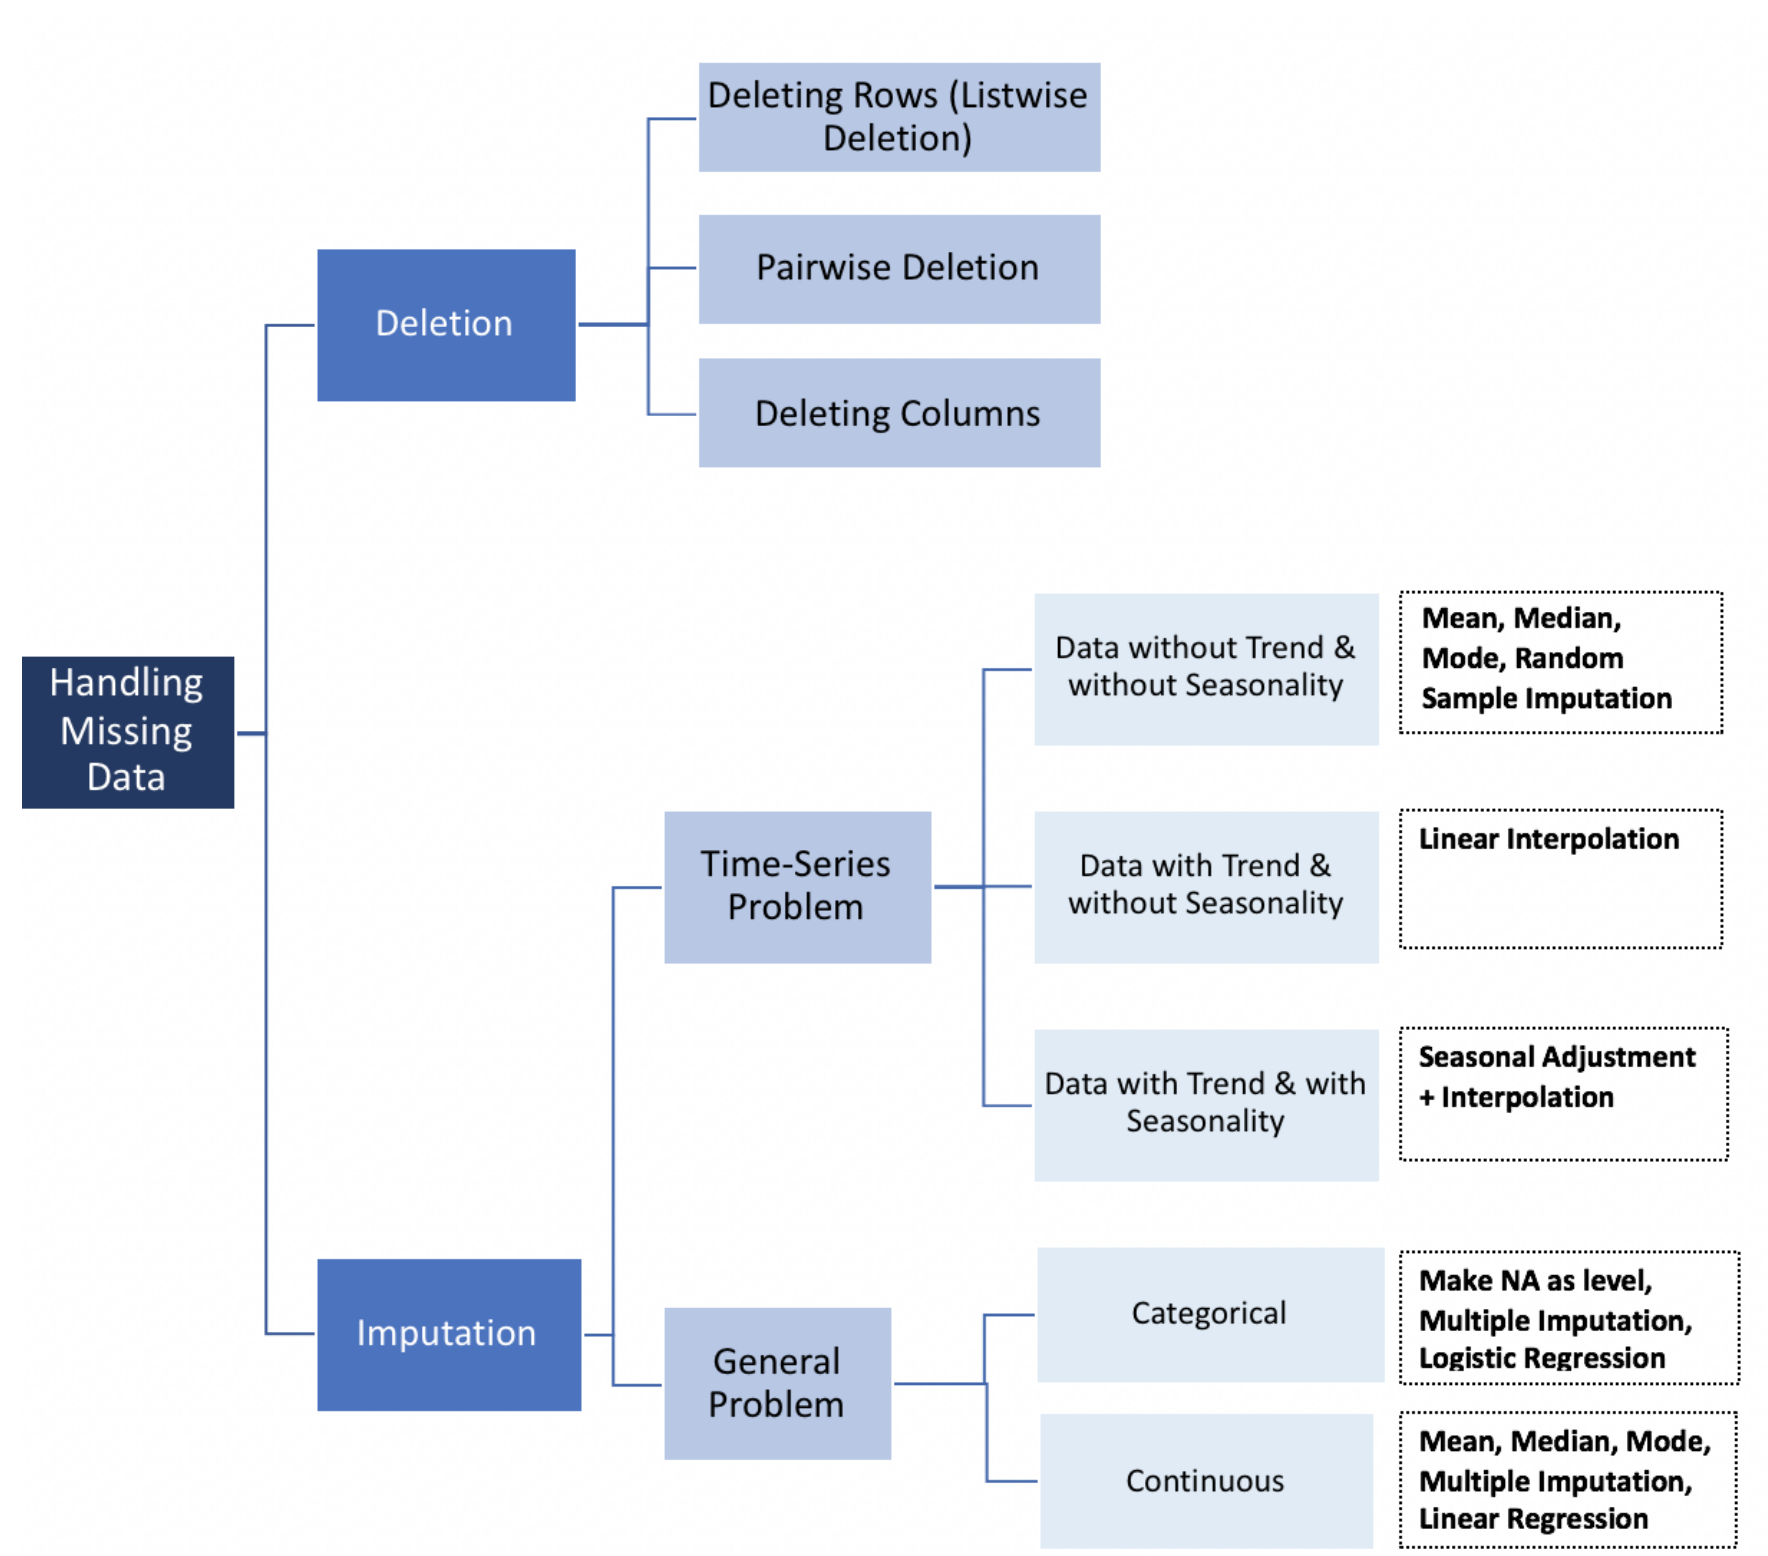 Deleting Rows (Listwise
Deletion)
Pairwise Deletion
Deletion
Deleting Columns
Handling
Missing
Data
Data without Trend &
without Seasonality
Mean, Median,
Mode, Random
Sample Imputation
Time-Series
Problem
Data with Trend &
without Seasonality
Linear Interpolation
Data with Trend & with
Seasonality
Seasonal Adjustment
+ Interpolation
Imputation
General
Problem
Categorical
Make NA as level,
Multiple Imputation,
Logistic Regression
Continuous
Mean, Median, Mode,
Multiple Imputation,
Linear Regression